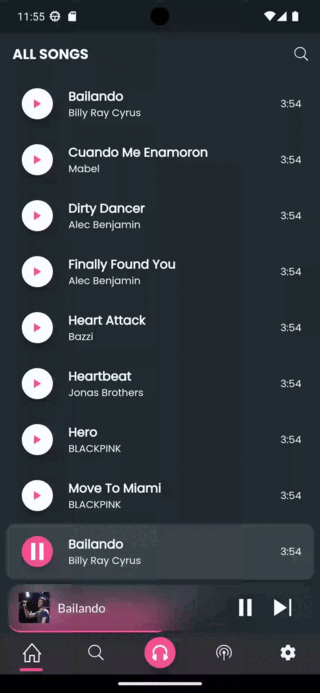 11:55
ALL SONGS
Bailando
Billy Ray Cyrus
3:54
Cuando Me Enamoron
Mabel
3:54
Dirty Dancer
Alec Benjamin
3:54
Finally Found You
Alec Benjamin
3:54
Heart Attack
Bazzi
3:54
Heartbeat
Jonas Brothers
3:54
Hero
BLACKPINK
3:54
Move To Miami
BLACKPINK
3:54
Bailando
Billy Ray Cyrus
3:54
Bailando